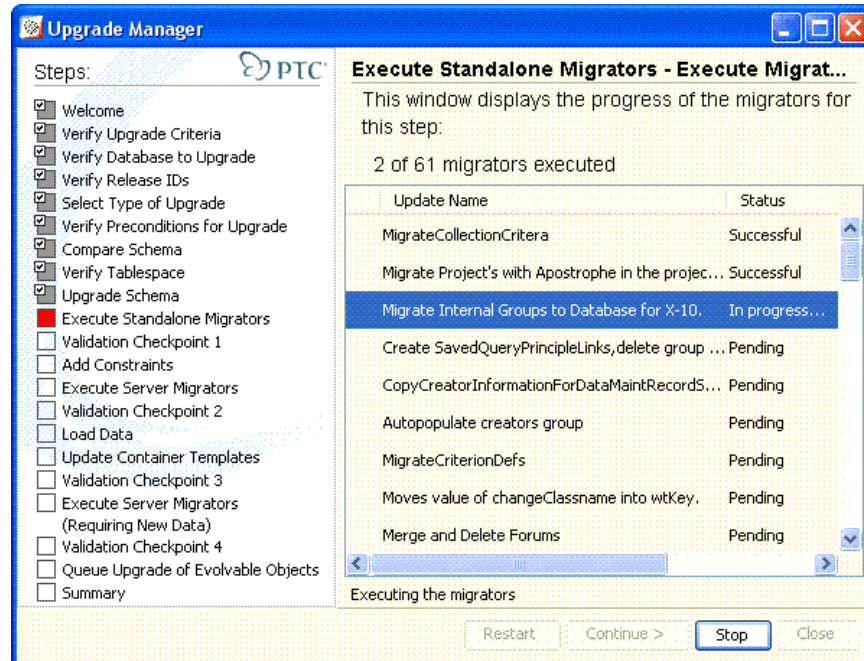 Upgrade Manager
Steps:
PTC
Welcome
Verify Upgrade Criteria
Verify Database to Upgrade
Verify Release IDs
Select Type of Upgrade
Verify Preconditions for Upgrade
Compare Schema
Verify Tablespace
Upgrade Schema
Execute Standalone Migrators
Validation Checkpoint 1
Add Constraints
Execute Server Migrators
Validation Checkpoint 2
Load Data
Update Container Templates
Validation Checkpoint 3
Execute Server Migrators
(Requiring New Data)
Validation Checkpoint 4
Queue Upgrade of Evolvable Objects
Summary
Execute Standalone Migrators - Execute Migrat...
This window displays the progress of the migrators for
this step:
2 of 61 migrators executed
Update Name Status
MigrateCollectionCritera Successful
Migrate Project's with Apostrophe in the projec... Successful
Migrate Internal Groups to Database for X-10. In progress...
Create SavedQueryPrincipleLinks,delete group ... Pending
CopyCreatorInformationForDataMaintRecordS... Pending
Autopopulate creators group Pending
MigrateCriterionDefs Pending
Moves value of changeClassname into wtKey. Pending
Merge and Delete Forums Pending
Executing the migrators
Restart Continue > Stop Close